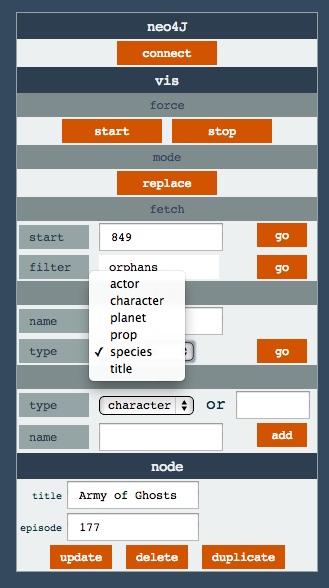 neo4J
connect
vis
force
start stop
mode
replace
fetch
start 849 go
filter orphans go
actor
character
name planet
prop
type ✓ species go
title
type character or
name add
node
title Army of Ghosts
episode 177
update delete duplicate